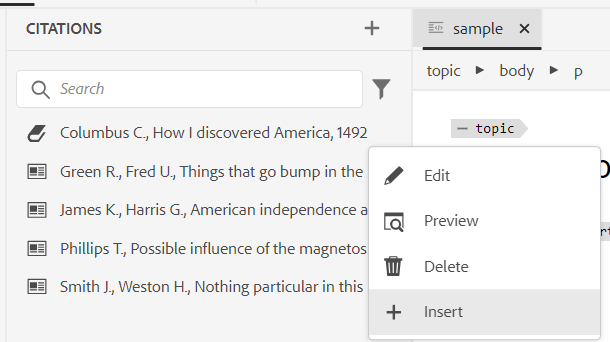 CITATIONS
sample
topic body p
Search
topic
Columbus C., How I discovered America, 1492
Green R., Fred U., Things that go bump in the
James K., Harris G., American independence a
Phillips T., Possible influence of the magnetos
Smith J., Weston H., Nothing particular in this
Edit
Preview
Delete
Insert